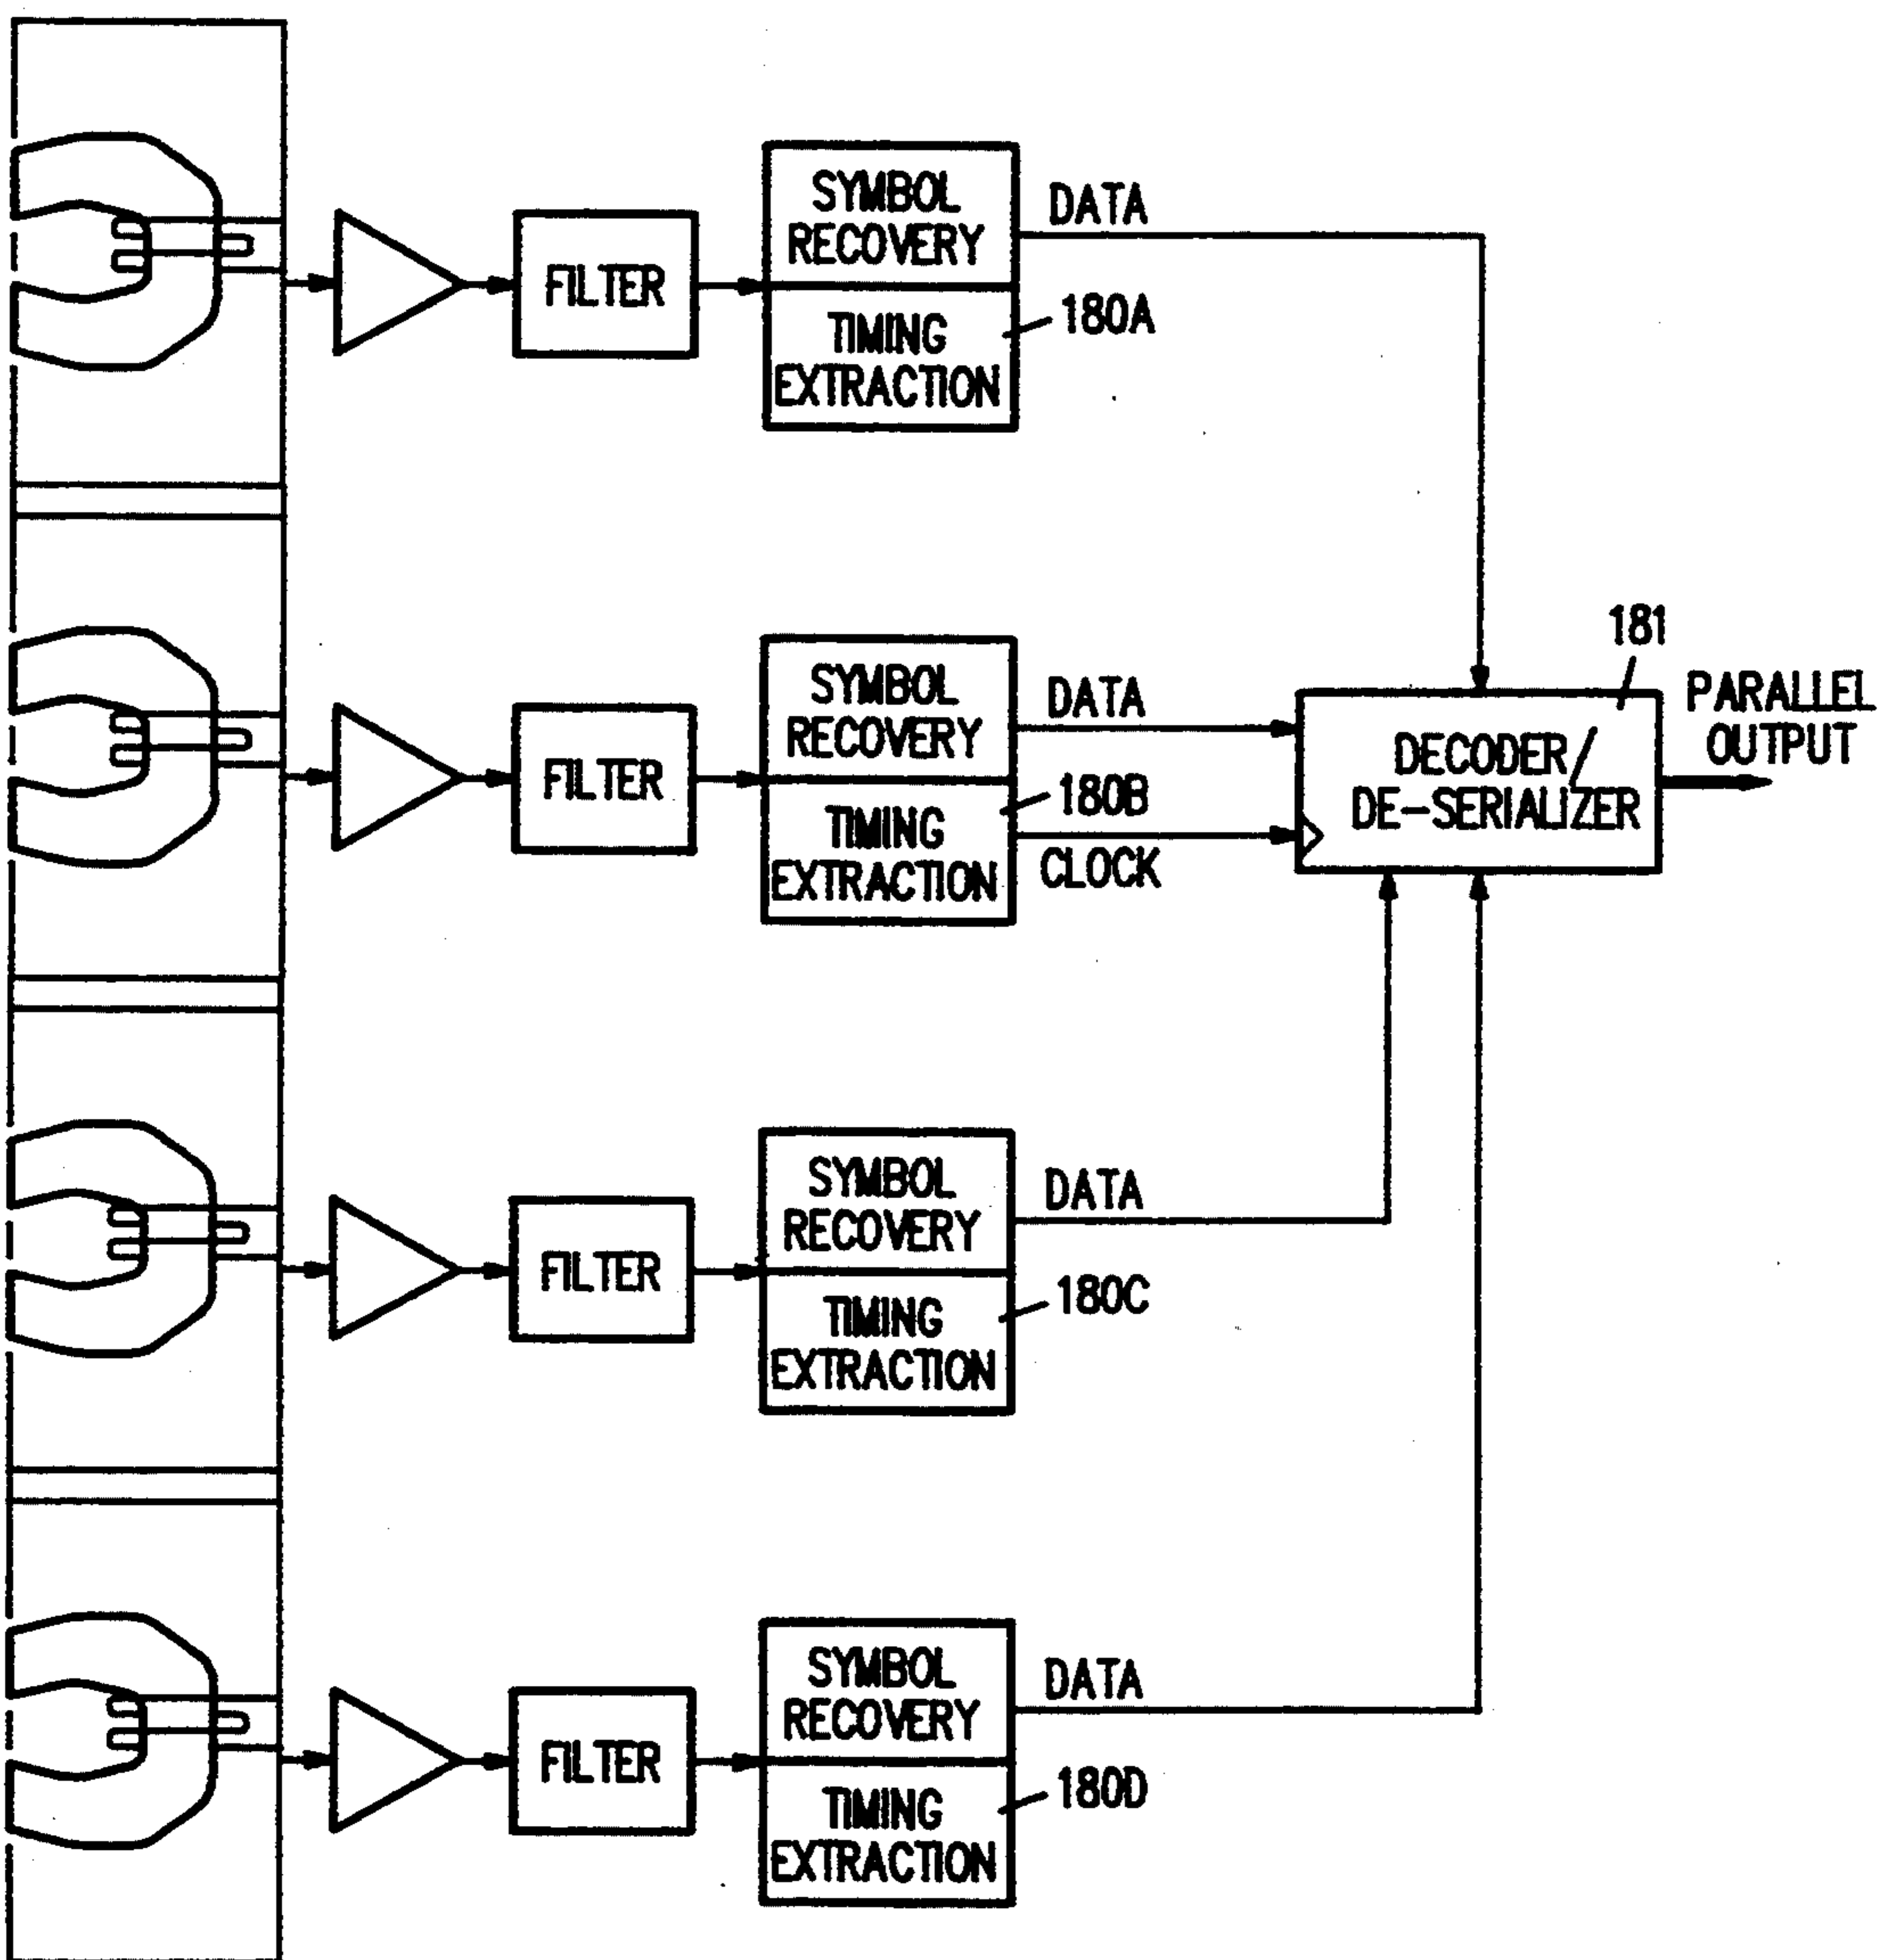 SYMBOL
RECOVERY
DATA
FILTER
TIMING
EXTRACTION
180A
SYMBOL
RECOVERY
DATA
FILTER
TIMING
EXTRACTION
180B
CLOCK
181
DECODER/
DE-SERIALIZER
PARALLEL
OUTPUT
SYMBOL
RECOVERY
DATA
FILTER
TIMING
EXTRACTION
180C
SYMBOL
RECOVERY
DATA
FILTER
TIMING
EXTRACTION
180D